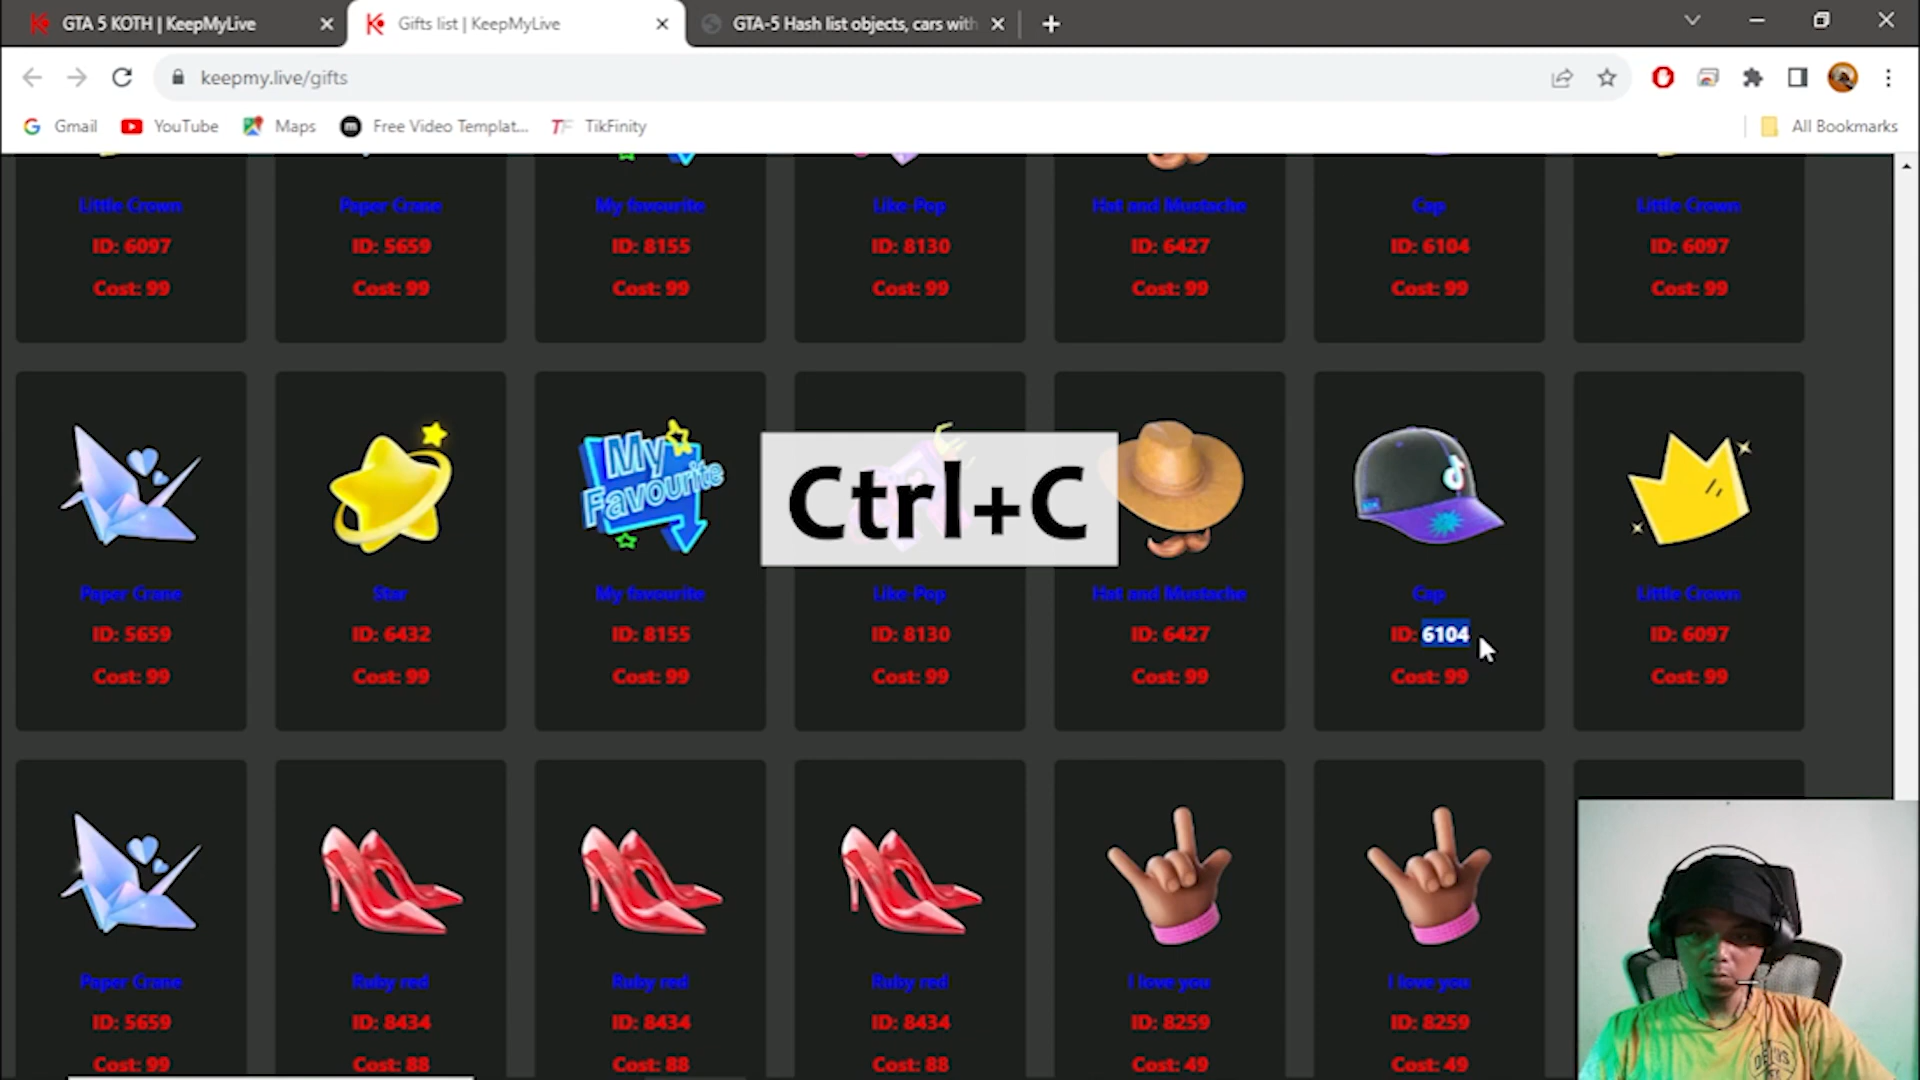 GTA 5 KOTH | KeepMyLive
Gifts list | KeepMyLive
GTA-5 Hash list objects, cars with
keepmy.live/gifts
Gmail
YouTube
Maps
Free Video Templat...
TikFinity
All Bookmarks
Little Crown
Paper Crane
My favourite
Like-Pop
Hat and Mustache
Cap
Little Crown
ID: 6097
ID: 5659
ID: 8155
ID: 8130
ID: 6427
ID: 6104
ID: 6097
Cost: 99
Cost: 99
Cost: 99
Cost: 99
Cost: 99
Cost: 99
Cost: 99
My
Favourite
Ctrl+C
Paper Crane
Star
My favourite
Like-Pop
Hat and Mustache
Cap
Little Crown
ID: 5659
ID: 6432
ID: 8155
ID: 8130
ID: 6427
ID: 6104
ID: 6097
Cost: 99
Cost: 99
Cost: 99
Cost: 99
Cost: 99
Cost: 99
Cost: 99
Paper Crane
Ruby red
Ruby red
Ruby red
I love you
I love you
ID: 5659
ID: 8434
ID: 8434
ID: 8434
ID: 8259
ID: 8259
Cost: 99
Cost: 88
Cost: 88
Cost: 88
Cost: 49
Cost: 49